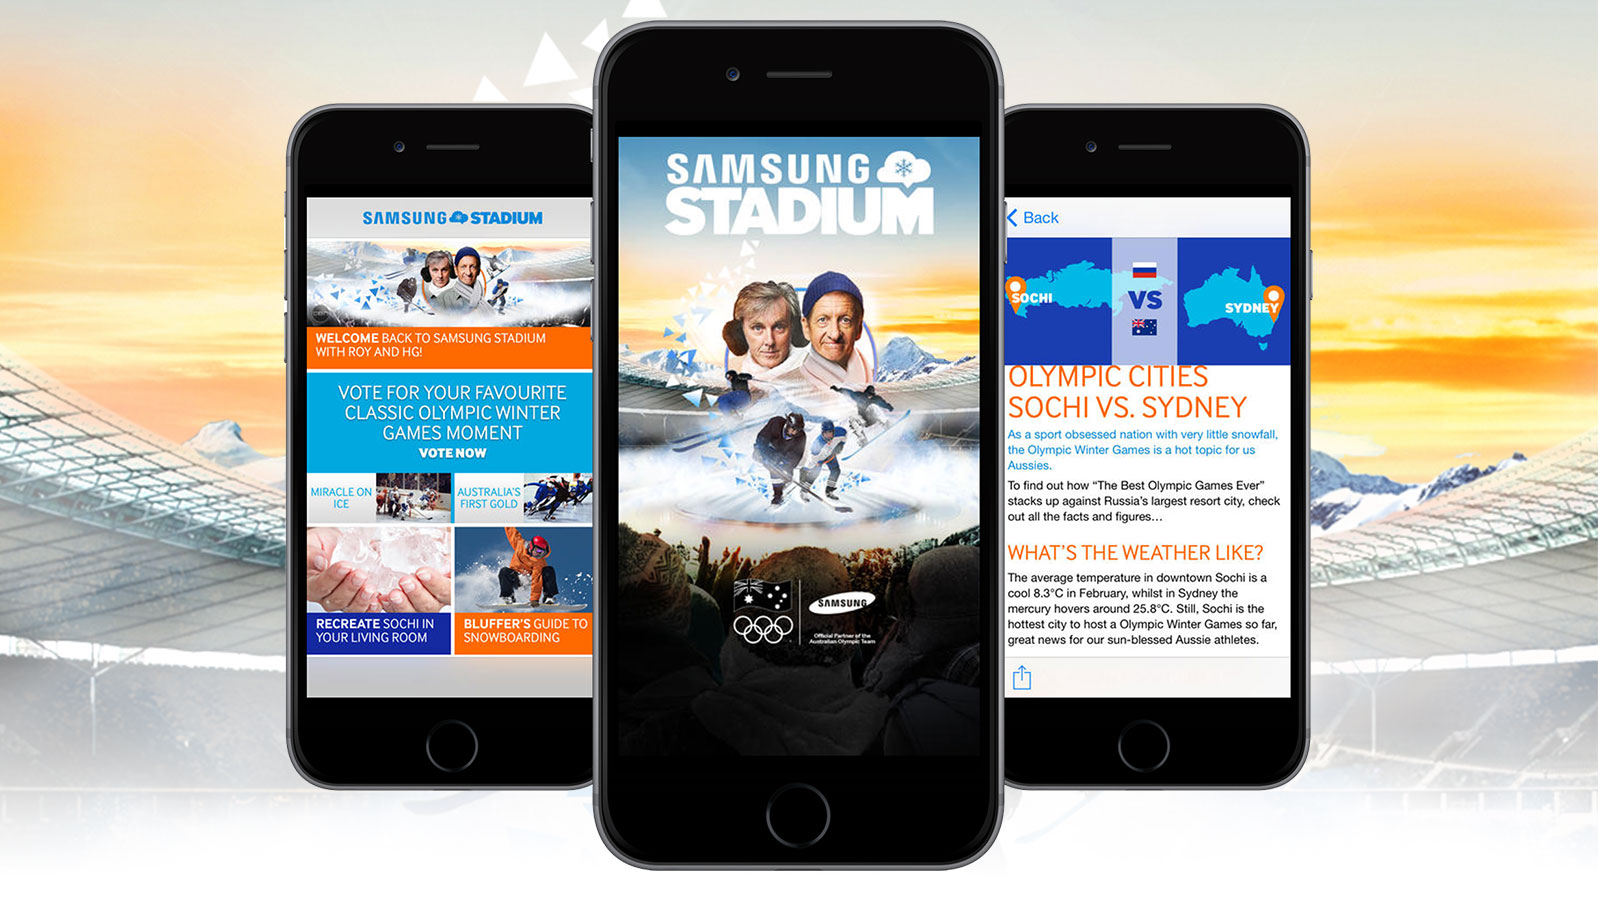 SAMSUNG STADIUM
WELCOME BACK TO SAMSUNG STADIUM
WITH ROY AND HG!
VOTE FOR YOUR FAVOURITE
CLASSIC OLYMPIC WINTER
GAMES MOMENT
VOTE NOW
MIRACLE ON
ICE
AUSTRALIA'S
FIRST GOLD
RECREATE SOCHI IN
YOUR LIVING ROOM
BLUFFER'S GUIDE TO
SNOWBOARDING
SAMSUNG
STADIUM
SAMSUNG
Official Partner of the
Australian Olympic Team
Back
SOCHI
VS
SYDNEY
OLYMPIC CITIES
SOCHI VS. SYDNEY
As a sport obsessed nation with very little snowfall,
the Olympic Winter Games is a hot topic for us
Aussies.
To find out how “The Best Olympic Games Ever”
stacks up against Russia’s largest resort city, check
out all the facts and figures…
WHAT’S THE WEATHER LIKE?
The average temperature in downtown Sochi is a
cool 8.3°C in February, whilst in Sydney the
mercury hovers around 25.8°C. Still, Sochi is the
hottest city to host a Olympic Winter Games so far,
great news for our sun-blessed Aussie athletes.